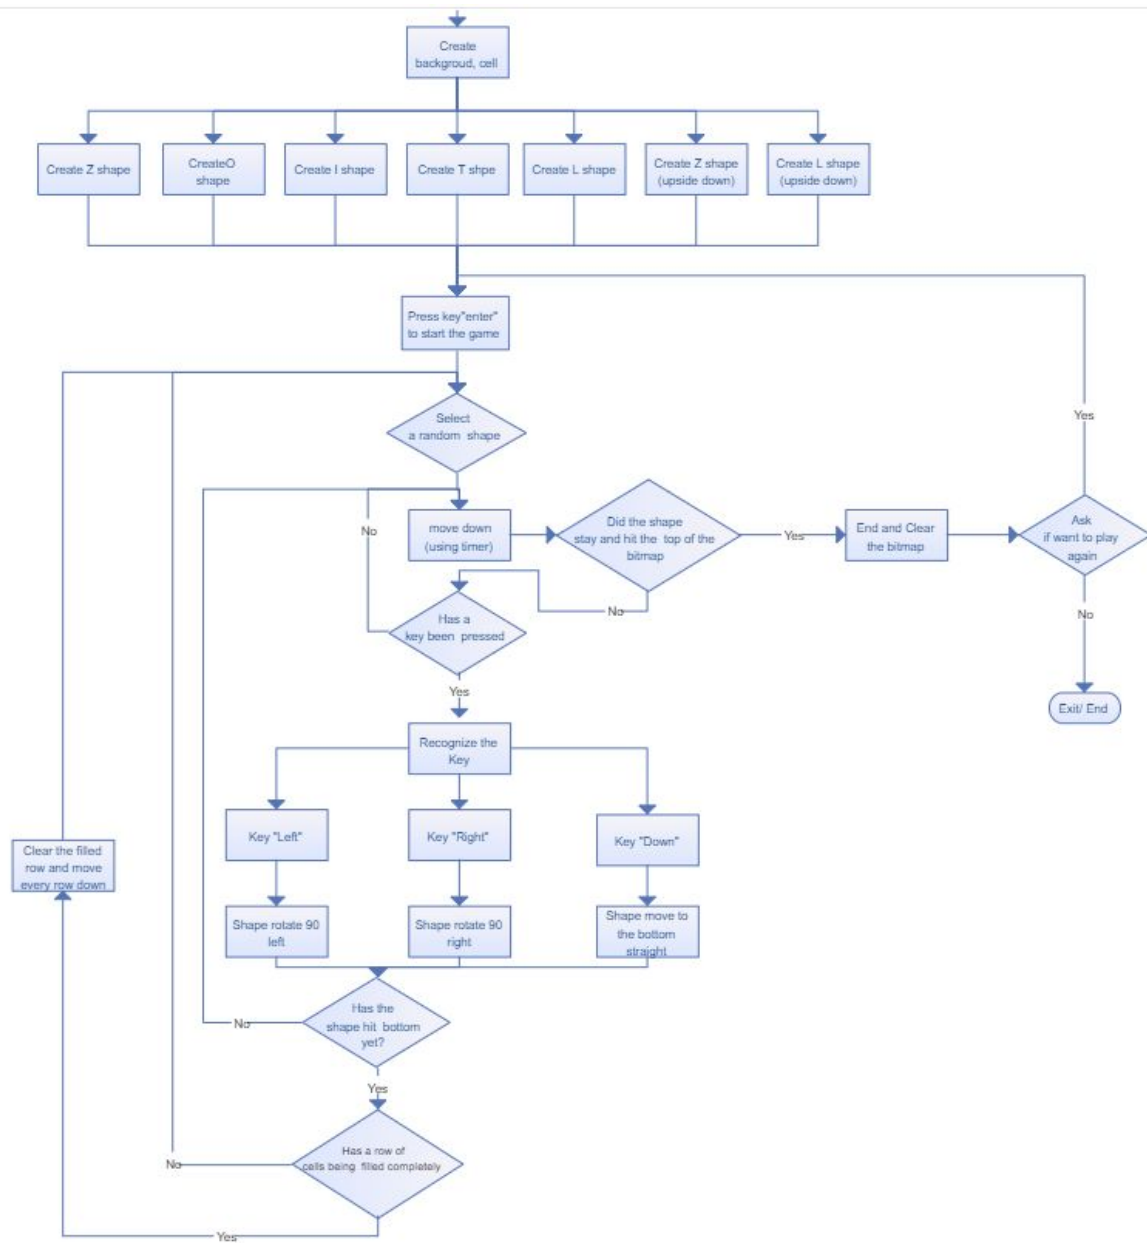 Create
backgroud, cell
Create Z shape
CreateO
shape
Create I shape
Create T shpe
Create L shape
Create Z shape
(upside down)
Create L shape
(upside down)
Press key"enter"
to start the game
Select
a random shape
Yes
No
move down
(using timer)
Did the shape
stay and hit the top of the
bitmap
Yes
End and Clear
the bitmap
Ask
if want to play
again
No
Has a
key been pressed
No
Yes
Exit/ End
Recognize the
Key
Key "Left"
Key "Right"
Key "Down"
Clear the filled
row and move
every row down
Shape rotate 90
left
Shape rotate 90
right
Shape move to
the bottom
straight
Has the
shape hit bottom
yet?
No
Yes
Has a row of
cells being filled completely
No
Yes